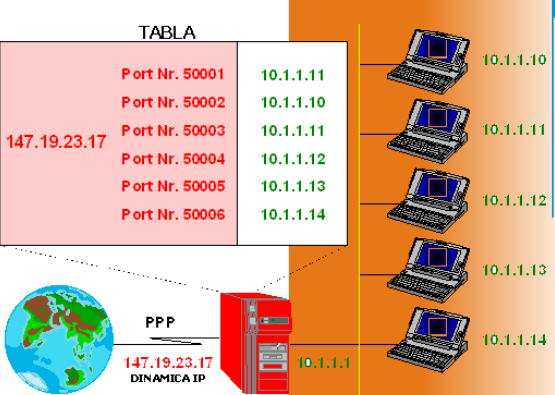 TABLA
Port Nr. 50001 10.1.1.11
Port Nr. 50002 10.1.1.10
147.19.23.17 Port Nr. 50003 10.1.1.11
Port Nr. 50004 10.1.1.12
Port Nr. 50005 10.1.1.13
Port Nr. 50006 10.1.1.14
10.1.1.10
10.1.1.11
10.1.1.12
10.1.1.13
10.1.1.14
PPP
147.19.23.17
DINAMICA IP
10.1.1.1